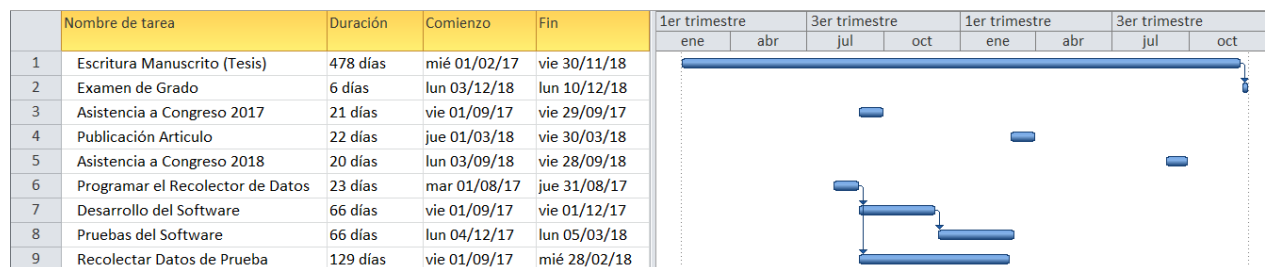 Nombre de tarea Duración Comienzo Fin 1er trimestre 3er trimestre 1er trimestre 3er trimestre
ene abr jul oct ene abr jul oct
1 Escritura Manuscrito (Tesis) 478 días mié 01/02/17 vie 30/11/18
2 Examen de Grado 6 días lun 03/12/18 lun 10/12/18
3 Asistencia a Congreso 2017 21 días vie 01/09/17 vie 29/09/17
4 Publicación Articulo 22 días jue 01/03/18 vie 30/03/18
5 Asistencia a Congreso 2018 20 días lun 03/09/18 vie 28/09/18
6 Programar el Recolector de Datos 23 días mar 01/08/17 jue 31/08/17
7 Desarrollo del Software 66 días vie 01/09/17 vie 01/12/17
8 Pruebas del Software 66 días lun 04/12/17 lun 05/03/18
9 Recolectar Datos de Prueba 129 días vie 01/09/17 mié 28/02/18